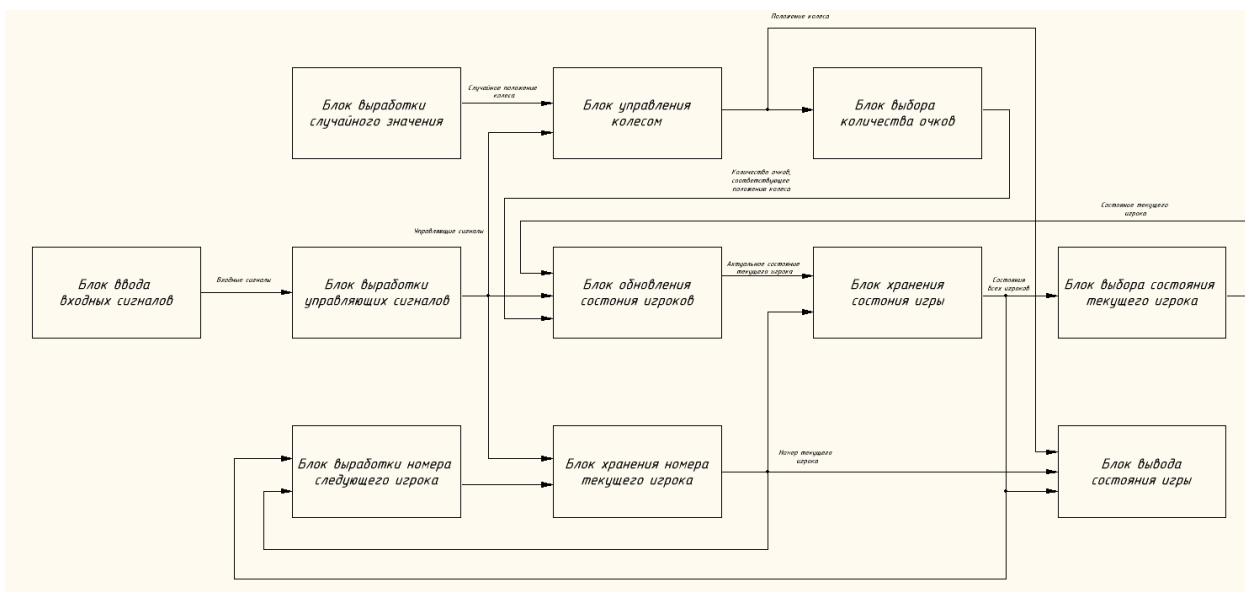 Положение колеса
Блок выработки
случайного значения
Случайное положение
колеса
Блок управления
колесом
Блок выбора
количества очков
Количество очков,
соответствующее
положению колеса
Состояние текущего
игрока
Управляющие сигналы
Блок ввода
входных сигналов
Входные сигналы
Блок выработки
управляющих сигналов
Блок обновления
состония игроков
Актуальное состояние
текущего игрока
Блок хранения
состония игры
Состояния
всех игроков
Блок выбора состояния
текущего игрока
Блок выработки номера
следующего игрока
Блок хранения номера
текущего игрока
Номер текущего
игрока
Блок вывода
состояния игры